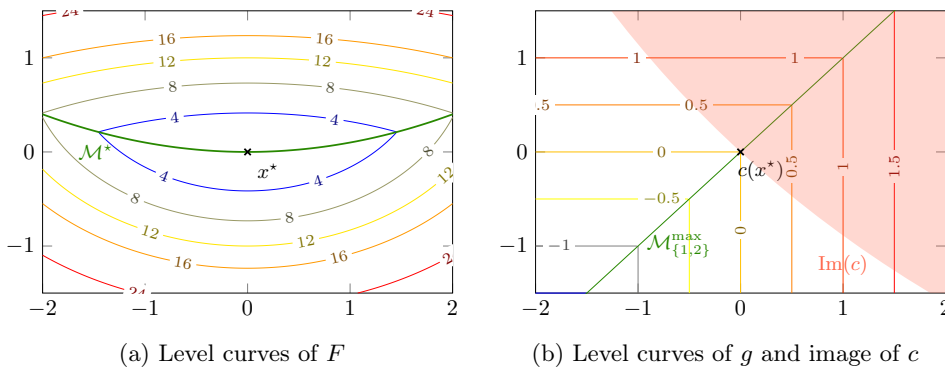 24 24
16 16
1
12 12
8 8
4 4
0
M*
x*
4 4
8 8
12
12 12
−1
16 16
24
−2 −1 0 1 2
(a) Level curves of F
1 1 1
0.5 0.5
0 0
c(x*) 0.5 1 1.5
−0.5
M^max_{1,2}
0
−1 −1
Im(c)
−2 −1 0 1 2
(b) Level curves of g and image of c